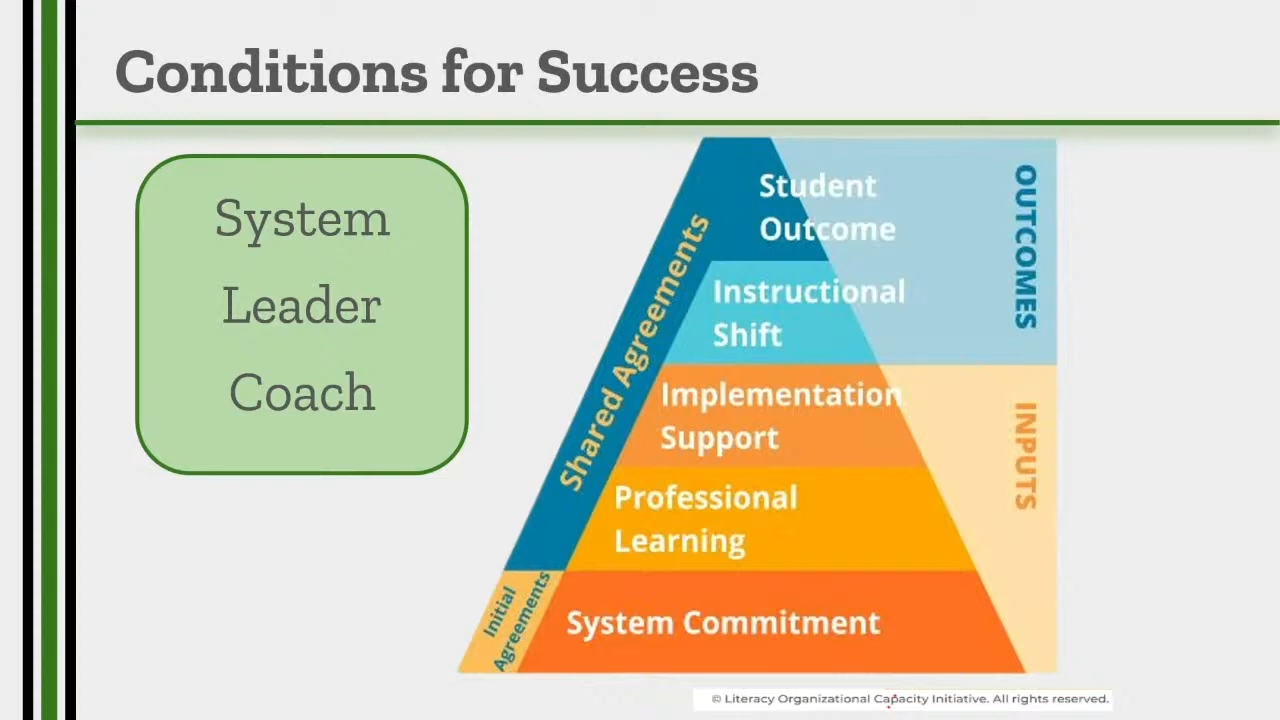 Conditions for Success
System
Leader
Coach
Student
Outcome
Instructional
Shift
Implementation
Support
Professional
Learning
System Commitment
Shared Agreements
Initial
Agreements
OUTCOMES
INPUTS
© Literacy Organizational Capacity Initiative. All rights reserved.